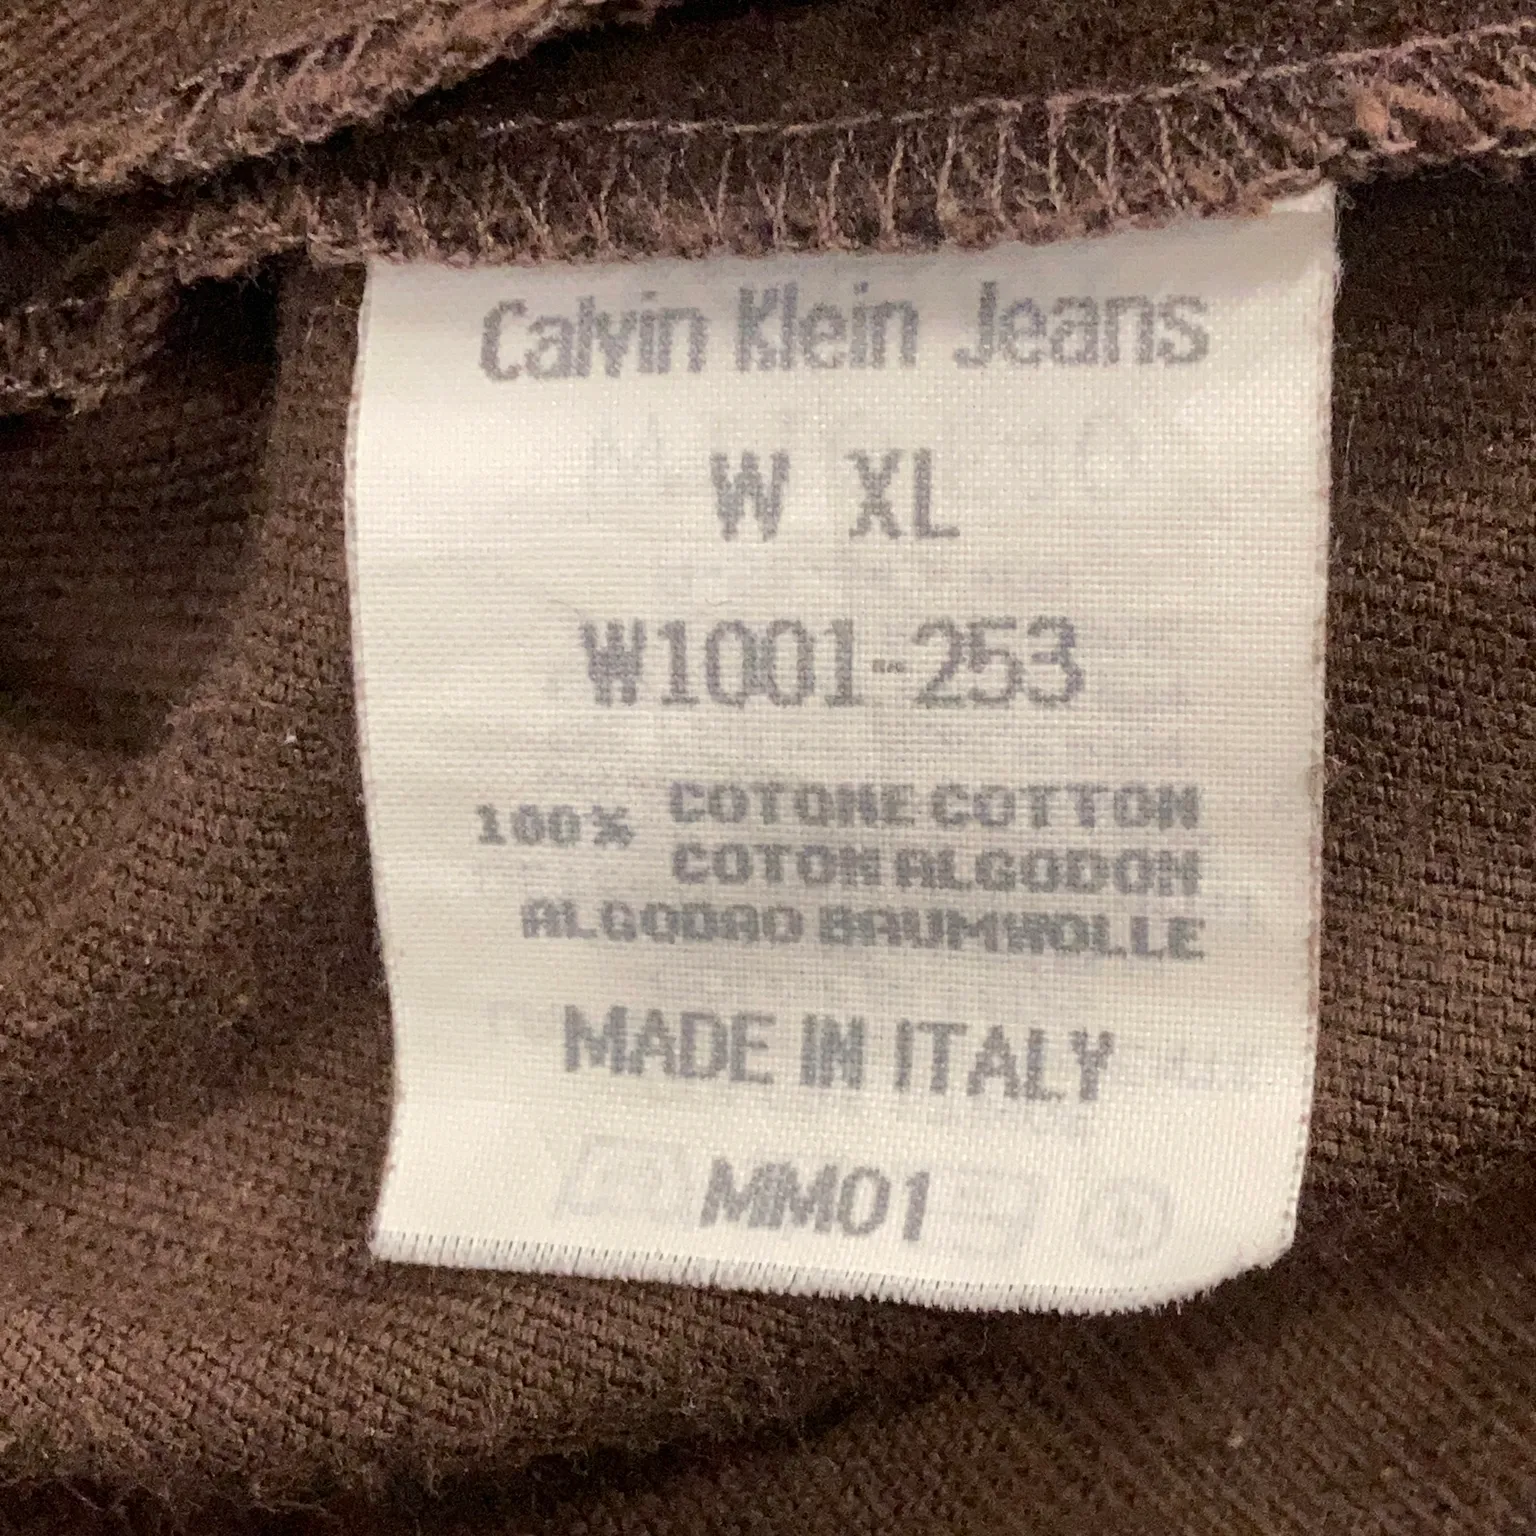 Calvin Klein Jeans
W XL
W1001-253
100% COTONE COTTON
COTON ALGODON
ALGODAO BAUMWOLLE
MADE IN ITALY
MM01